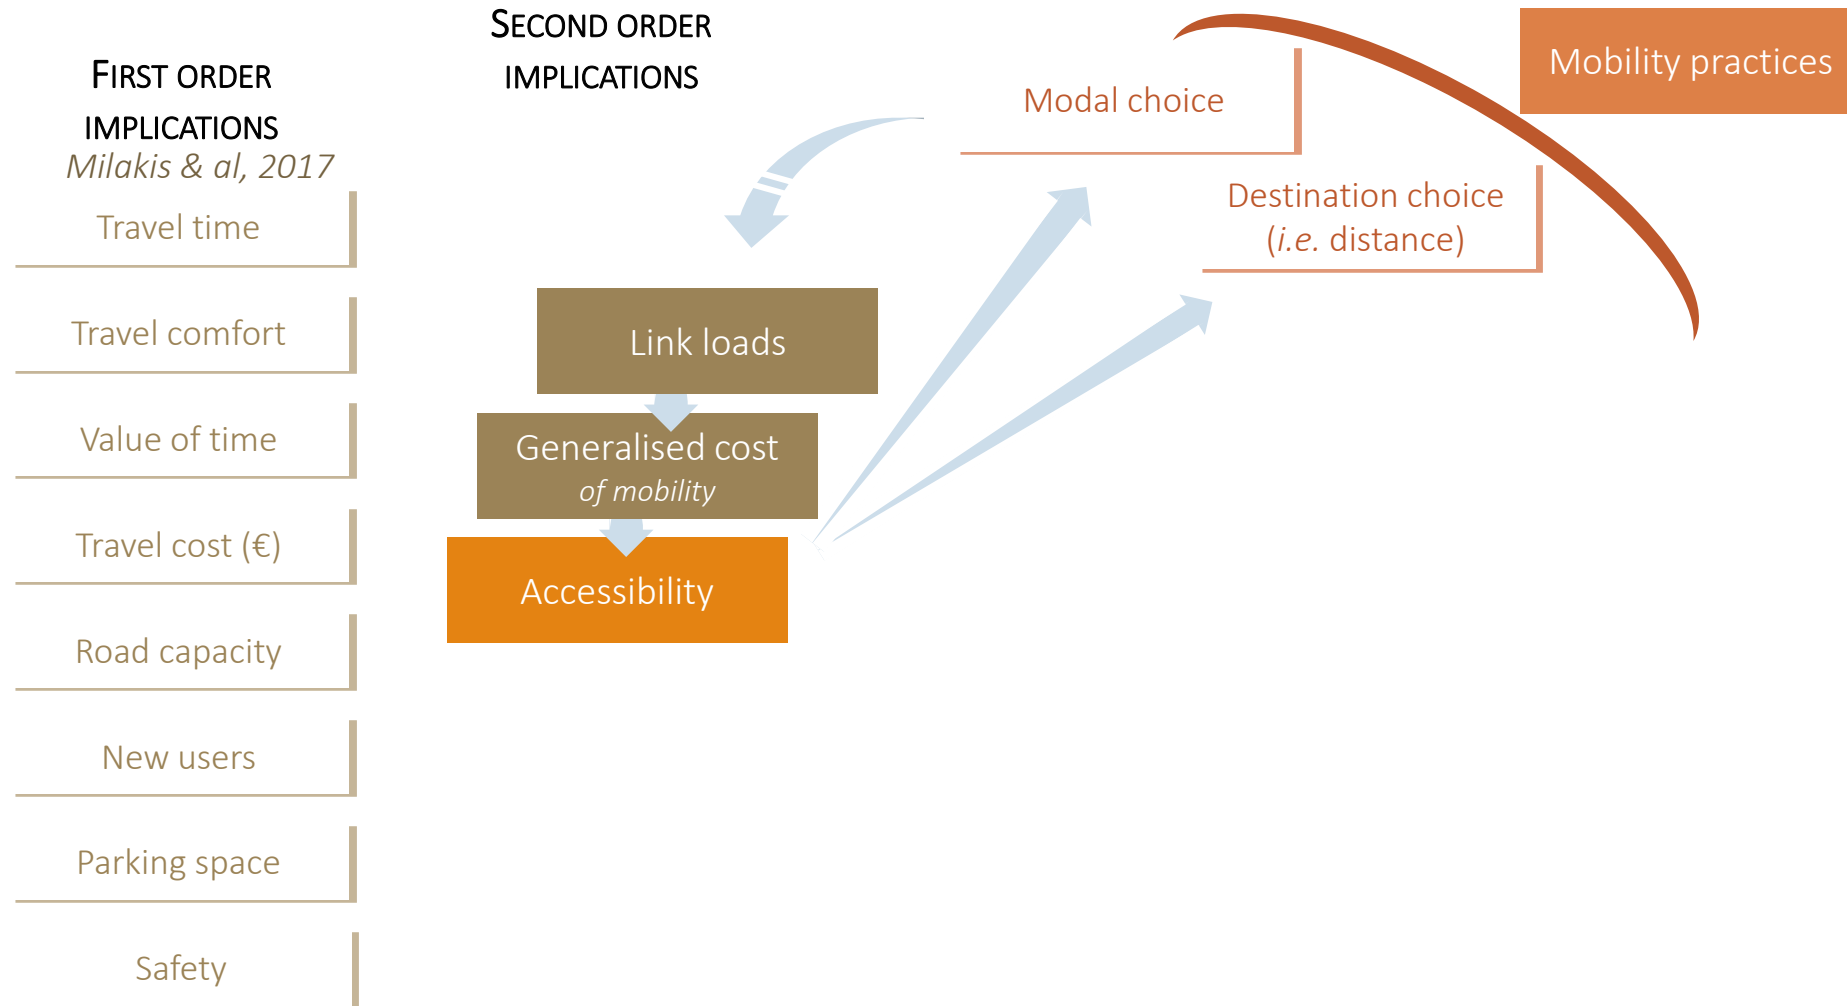 FIRST ORDER
IMPLICATIONS
Milakis & al, 2017
Travel time
Travel comfort
Value of time
Travel cost (€)
Road capacity
New users
Parking space
Safety
SECOND ORDER
IMPLICATIONS
Link loads
Generalised cost
of mobility
Accessibility
Modal choice
Destination choice
(i.e. distance)
Mobility practices